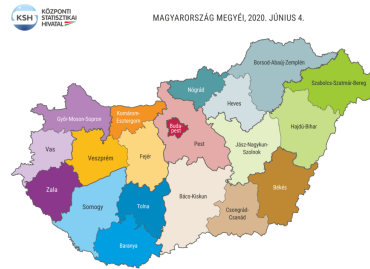 KSH
KÖZPONTI
STATISZTIKAI
HIVATAL
MAGYARORSZÁG MEGYÉI, 2020. JÚNIUS 4.
Borsod-Abaúj-Zemplén
Szabolcs-Szatmár-Bereg
Nógrád
Heves
Győr-Moson-Sopron
Komárom-
Esztergom
Buda-
pest
Hajdú-Bihar
Vas
Veszprém
Fejér
Pest
Jász-Nagykun-
Szolnok
Zala
Somogy
Tolna
Bács-Kiskun
Békés
Csongrád-
Csanád
Baranya